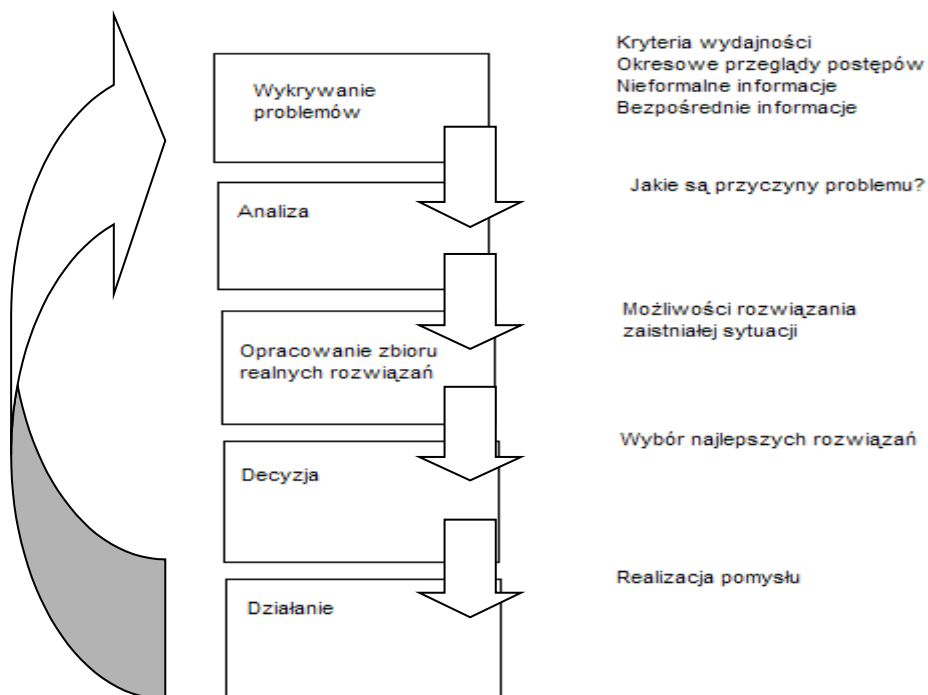 Wykrywanie
problemów
Kryteria wydajności
Okresowe przeglądy postępów
Nieformalne informacje
Bezpośrednie informacje
Analiza
Jakie są przyczyny problemu?
Opracowanie zbioru
realnych rozwiązań
Możliwości rozwiązania
zaistniałej sytuacji
Decyzja
Wybór najlepszych rozwiązań
Działanie
Realizacja pomysłu